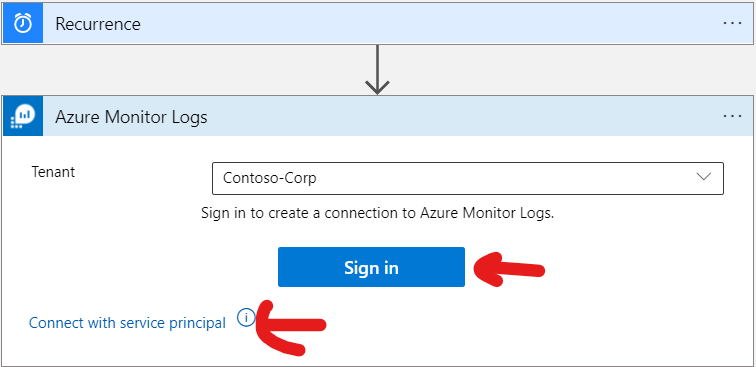 Recurrence
Azure Monitor Logs
Tenant
Contoso-Corp
Sign in to create a connection to Azure Monitor Logs.
Sign in
Connect with service principal